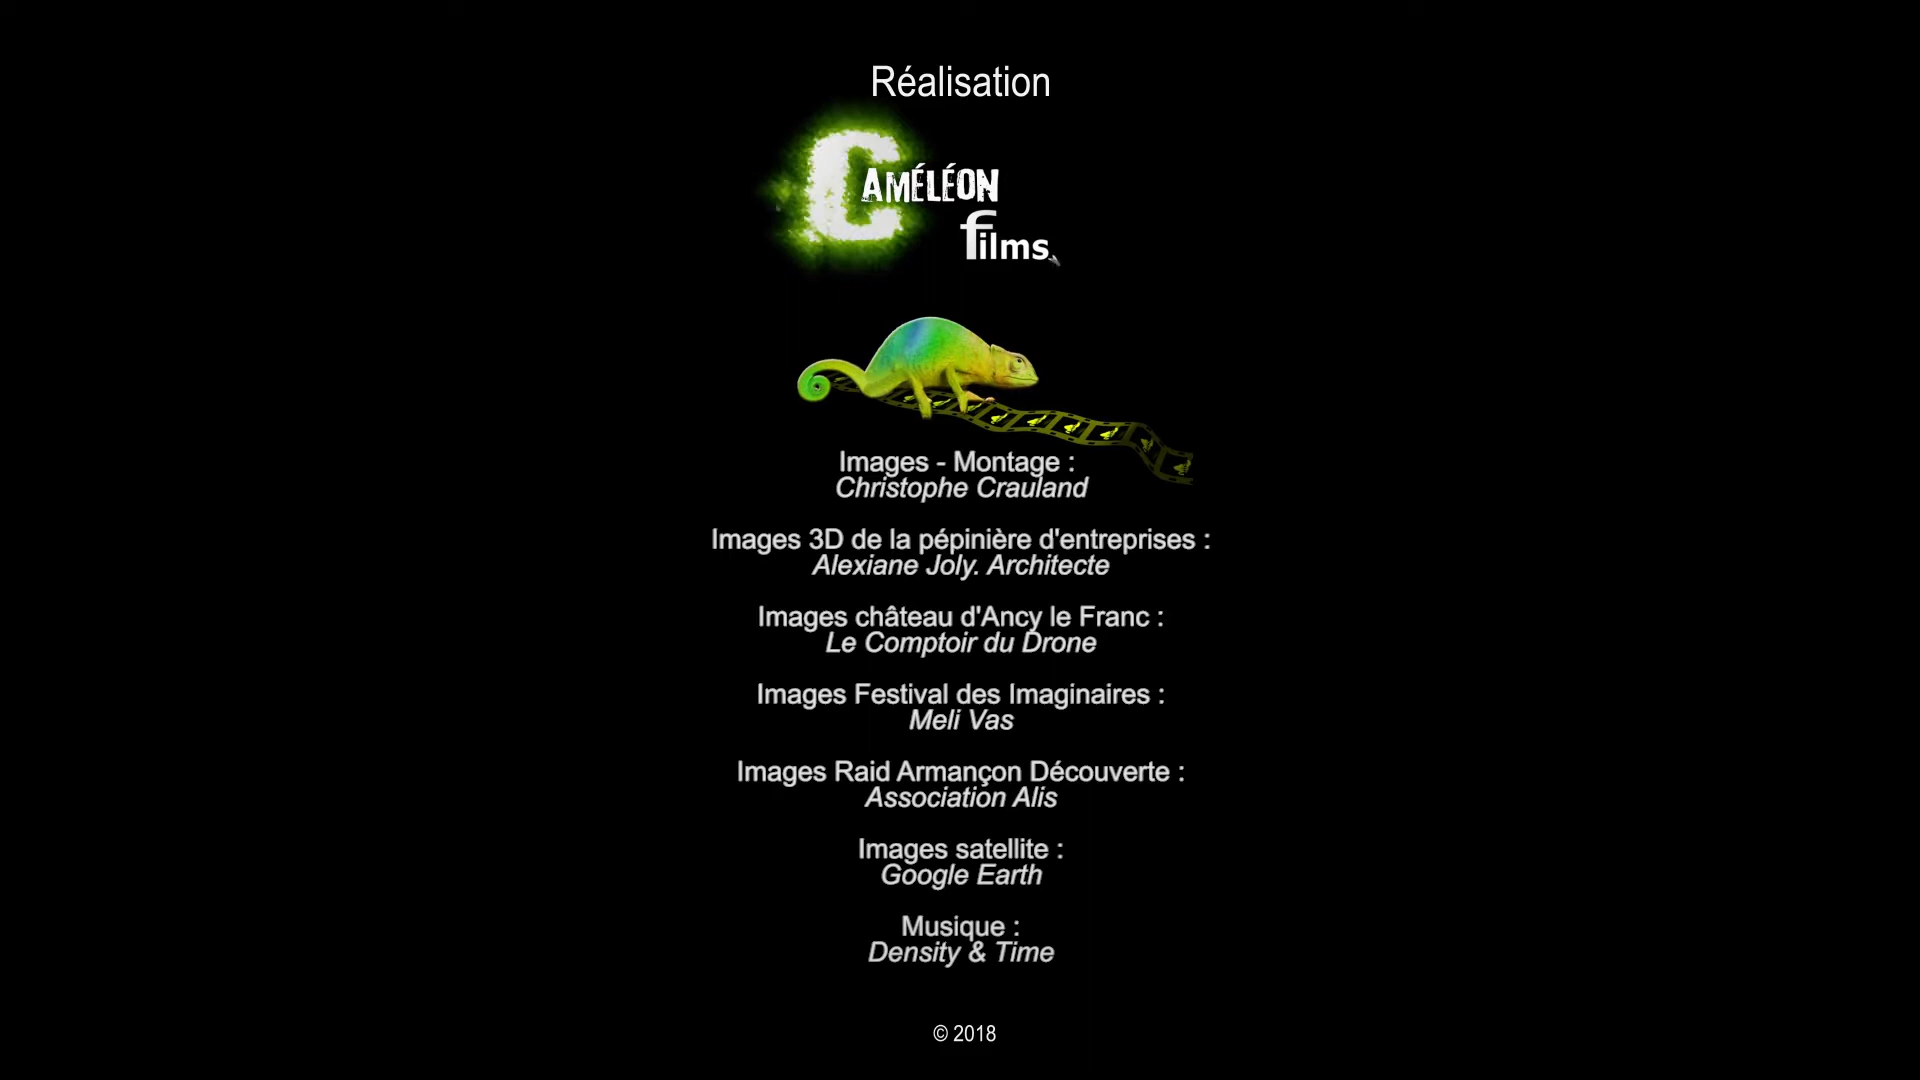 Réalisation
CAMÉLÉON
films
Images - Montage :
Christophe Crauland
Images 3D de la pépinière d'entreprises :
Alexiane Joly. Architecte
Images château d'Ancy le Franc :
Le Comptoir du Drone
Images Festival des Imaginaires :
Meli Vas
Images Raid Armançon Découverte :
Association Alis
Images satellite :
Google Earth
Musique :
Density & Time
© 2018